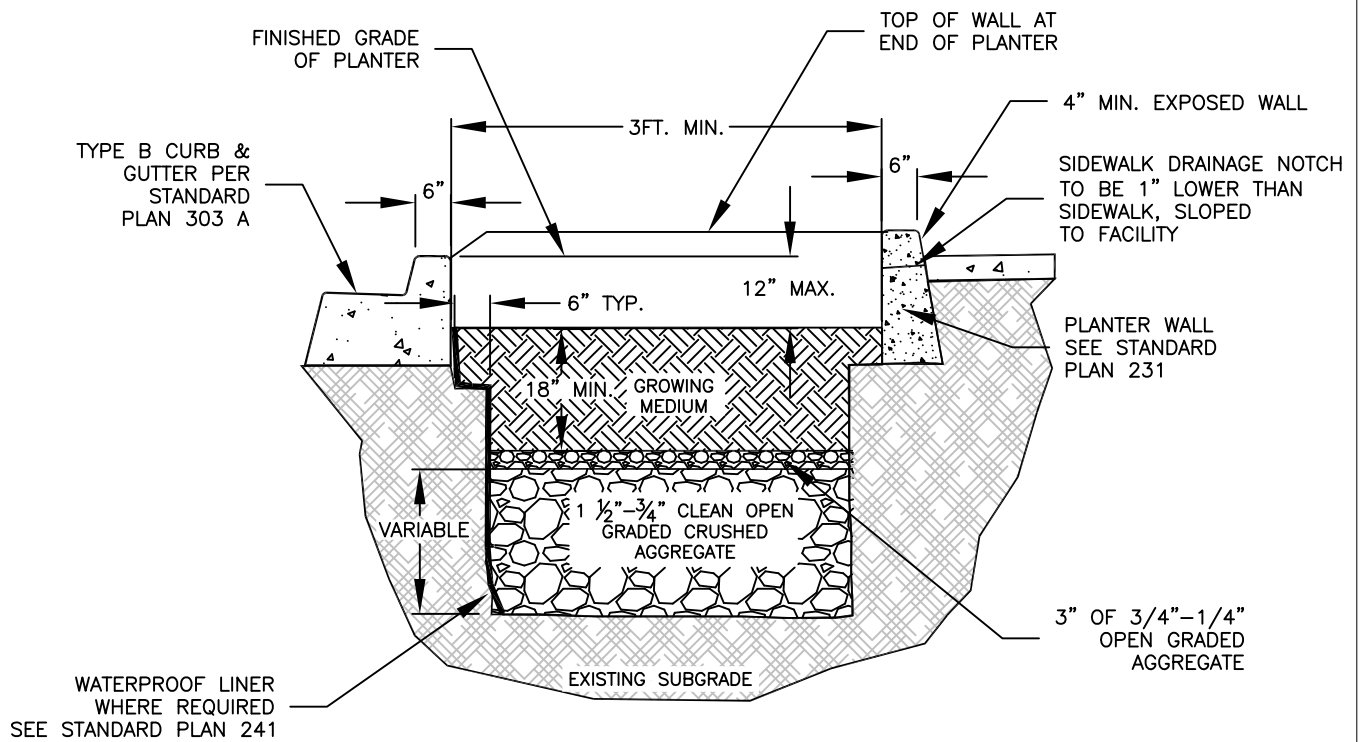 TOP OF WALL AT
END OF PLANTER
FINISHED GRADE
OF PLANTER
4” MIN. EXPOSED WALL
3FT. MIN.
TYPE B CURB &
GUTTER PER
STANDARD
PLAN 303 A
6”
6”
SIDEWALK DRAINAGE NOTCH
TO BE 1” LOWER THAN
SIDEWALK, SLOPED
TO FACILITY
12” MAX.
6” TYP.
PLANTER WALL
SEE STANDARD
PLAN 231
18” MIN.
GROWING
MEDIUM
VARIABLE
1 ½”–¾” CLEAN OPEN
GRADED CRUSHED
AGGREGATE
3” OF 3/4”–1/4”
OPEN GRADED
AGGREGATE
EXISTING SUBGRADE
WATERPROOF LINER
WHERE REQUIRED
SEE STANDARD PLAN 241